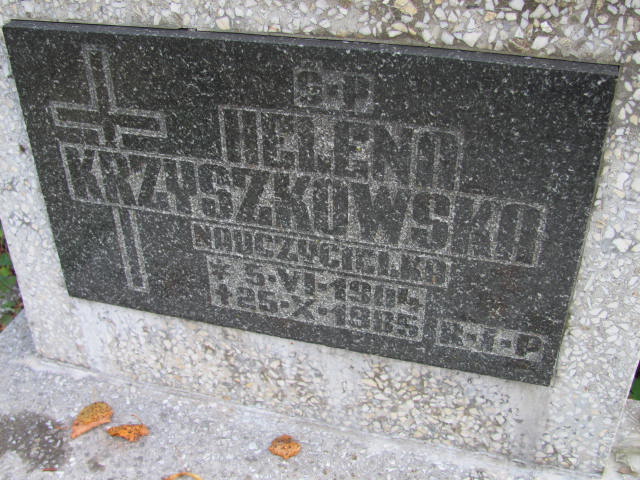 Ś·P
HELENA
KRZYSZKOWSKA
NAUCZYCIELKA
* 5·VI·1904
✝ 25·X·1985 R·I·P